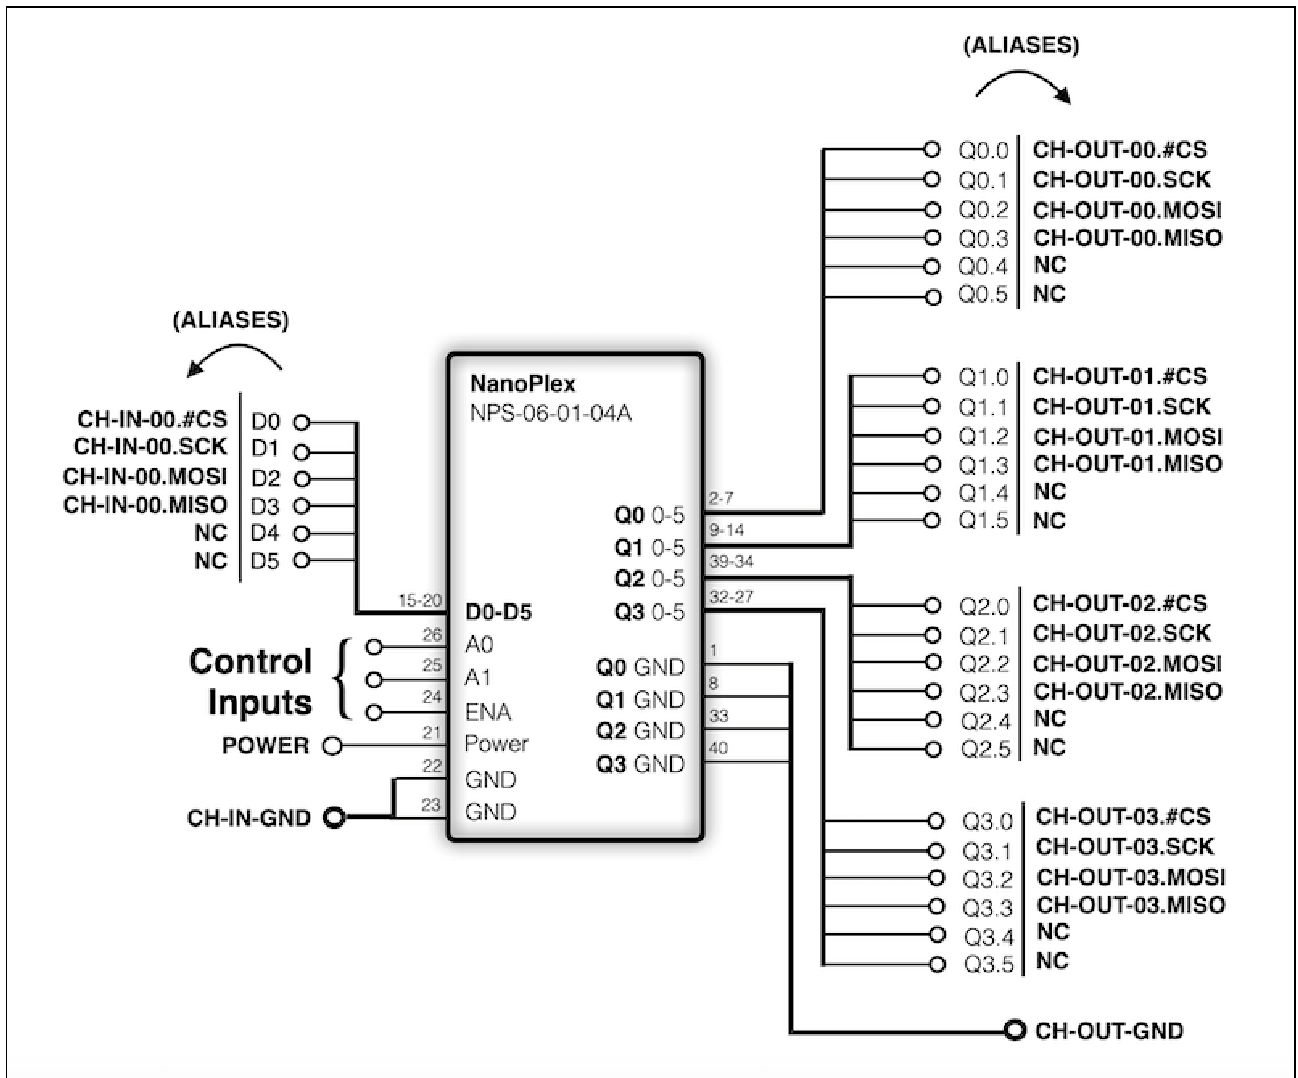 (ALIASES)
Q0.0 CH-OUT-00.#CS
Q0.1 CH-OUT-00.SCK
Q0.2 CH-OUT-00.MOSI
Q0.3 CH-OUT-00.MISO
Q0.4 NC
Q0.5 NC
(ALIASES)
CH-IN-00.#CS D0
CH-IN-00.SCK D1
CH-IN-00.MOSI D2
CH-IN-00.MISO D3
NC D4
NC D5
NanoPlex
NPS-06-01-04A
Q0 0-5 2-7
Q1 0-5 9-14
Q2 0-5 39-34
Q3 0-5 32-27
15-20 D0-D5
26 A0
25 A1
24 ENA
Control
Inputs
POWER 21 Power
22 GND
CH-IN-GND 23 GND
Q0 GND 1
Q1 GND 8
Q2 GND 33
Q3 GND 40
Q1.0 CH-OUT-01.#CS
Q1.1 CH-OUT-01.SCK
Q1.2 CH-OUT-01.MOSI
Q1.3 CH-OUT-01.MISO
Q1.4 NC
Q1.5 NC
Q2.0 CH-OUT-02.#CS
Q2.1 CH-OUT-02.SCK
Q2.2 CH-OUT-02.MOSI
Q2.3 CH-OUT-02.MISO
Q2.4 NC
Q2.5 NC
Q3.0 CH-OUT-03.#CS
Q3.1 CH-OUT-03.SCK
Q3.2 CH-OUT-03.MOSI
Q3.3 CH-OUT-03.MISO
Q3.4 NC
Q3.5 NC
CH-OUT-GND